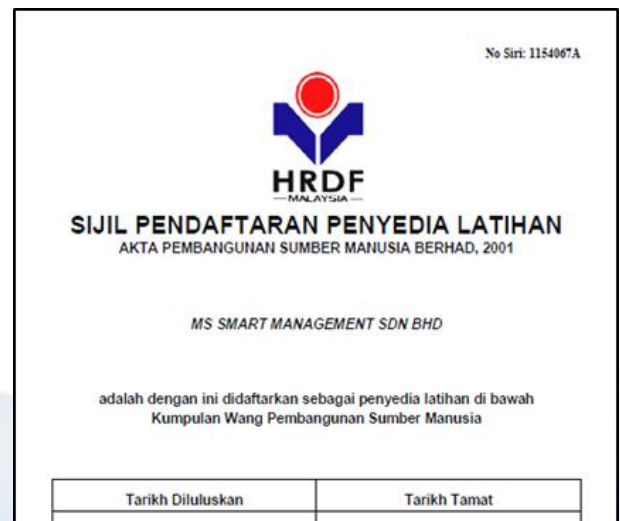 No Siri: 1154067A
HRDF
MALAYSIA
SIJIL PENDAFTARAN PENYEDIA LATIHAN
AKTA PEMBANGUNAN SUMBER MANUSIA BERHAD, 2001
MS SMART MANAGEMENT SDN BHD
adalah dengan ini didaftarkan sebagai penyedia latihan di bawah
Kumpulan Wang Pembangunan Sumber Manusia
Tarikh Diluluskan Tarikh Tamat